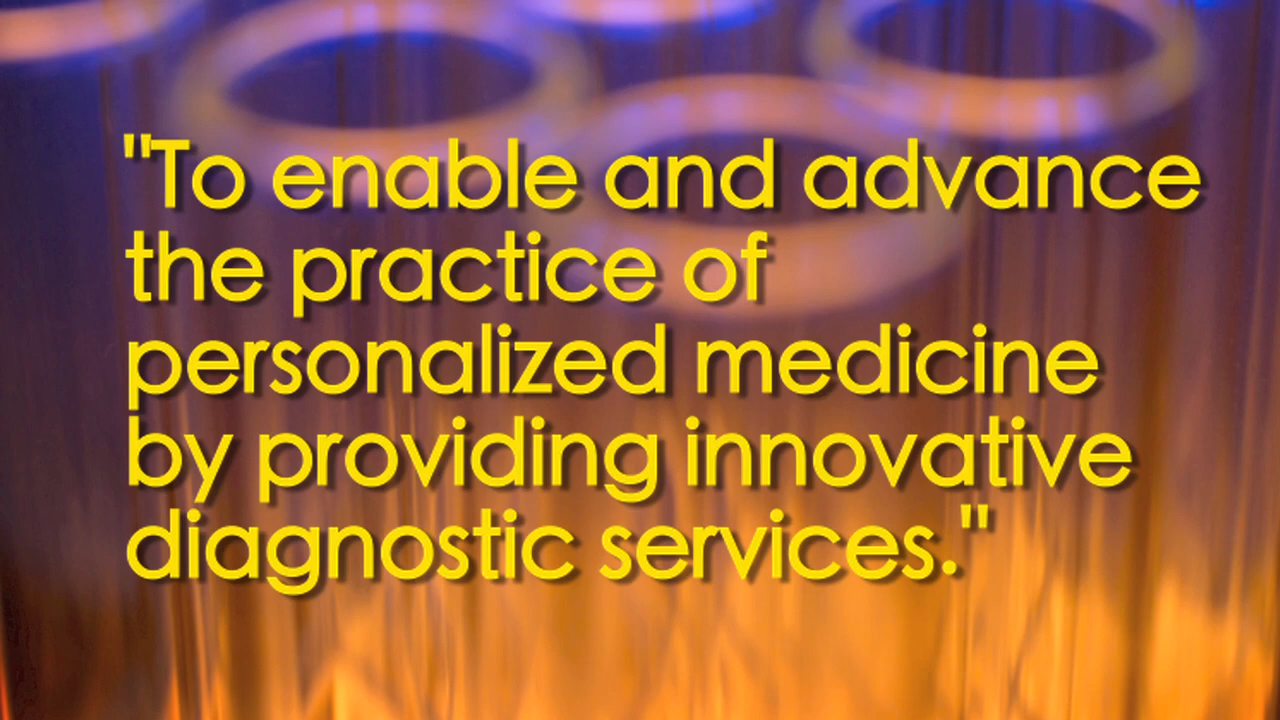 "To enable and advance
the practice of
personalized medicine
by providing innovative
diagnostic services."